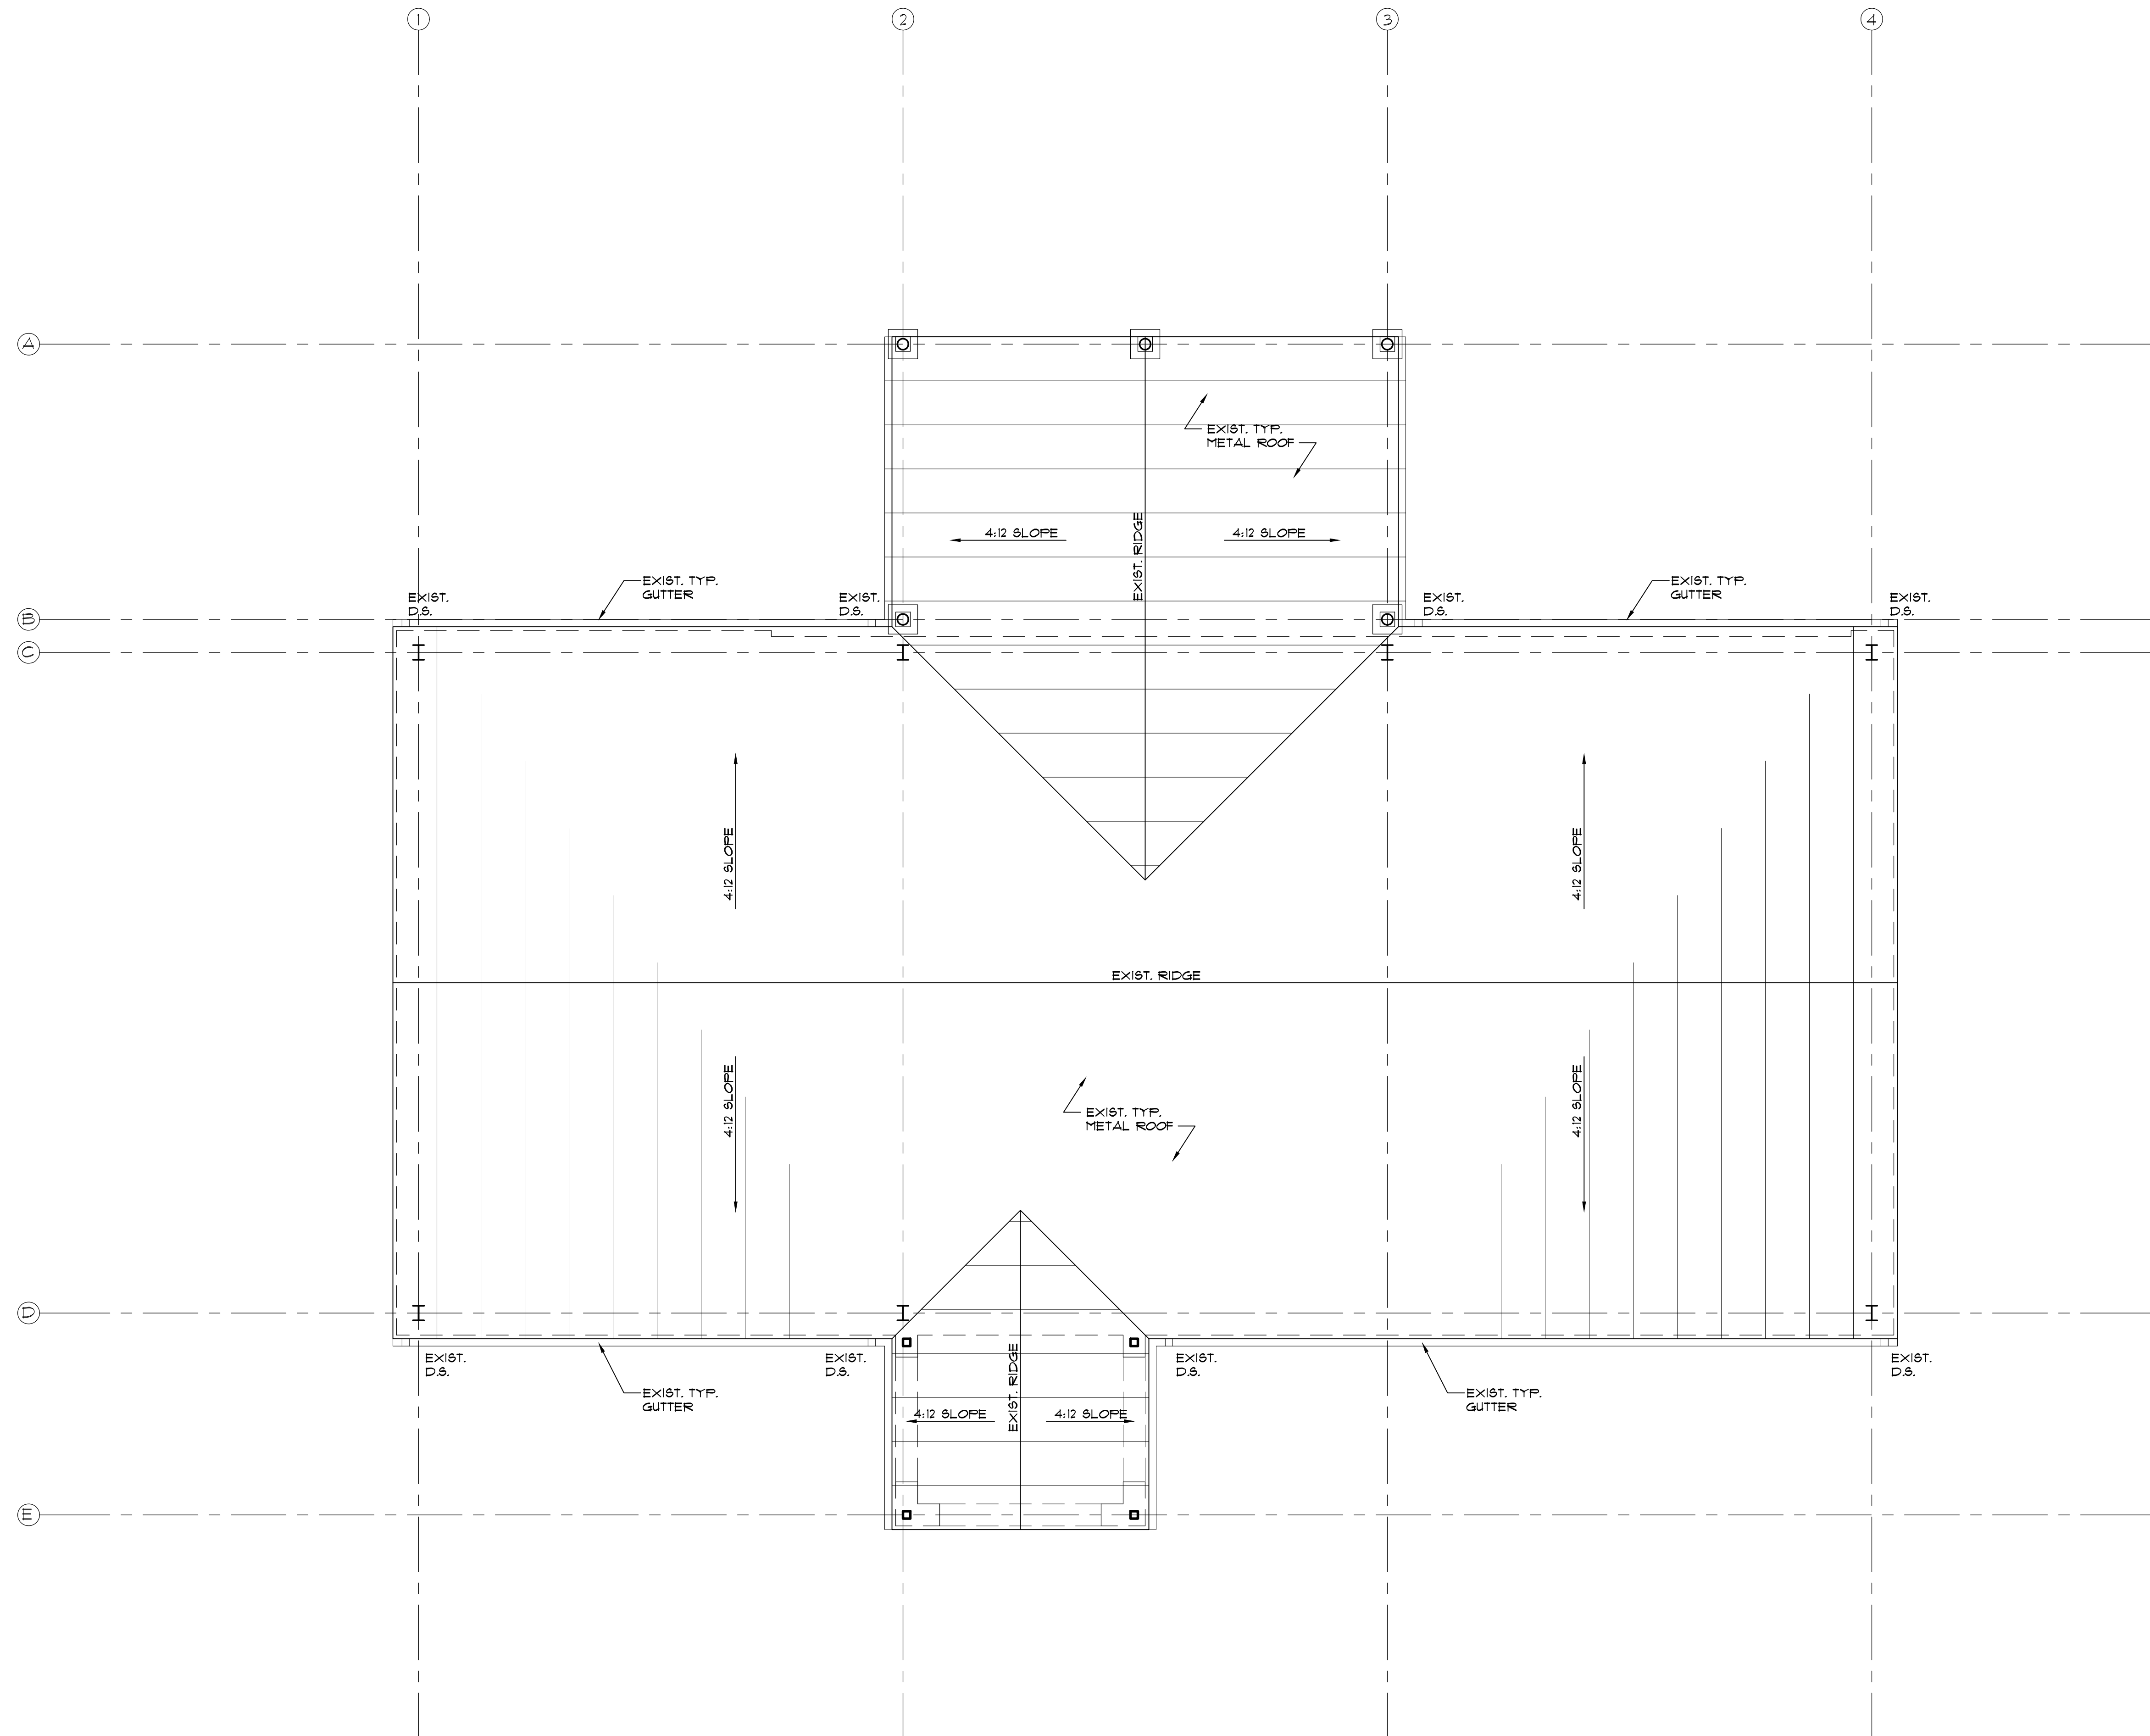 1
2
3
4
A
EXIST. TYP.
METAL ROOF
4:12 SLOPE
4:12 SLOPE
EXIST. RIDGE
EXIST. TYP.
GUTTER
EXIST. TYP.
GUTTER
EXIST.
D.S.
EXIST.
D.S.
EXIST.
D.S.
EXIST.
D.S.
B
C
4:12 SLOPE
4:12 SLOPE
EXIST. RIDGE
4:12 SLOPE
4:12 SLOPE
EXIST. TYP.
METAL ROOF
D
EXIST.
D.S.
EXIST.
D.S.
EXIST.
D.S.
EXIST.
D.S.
EXIST. RIDGE
EXIST. TYP.
GUTTER
EXIST. TYP.
GUTTER
4:12 SLOPE
4:12 SLOPE
E